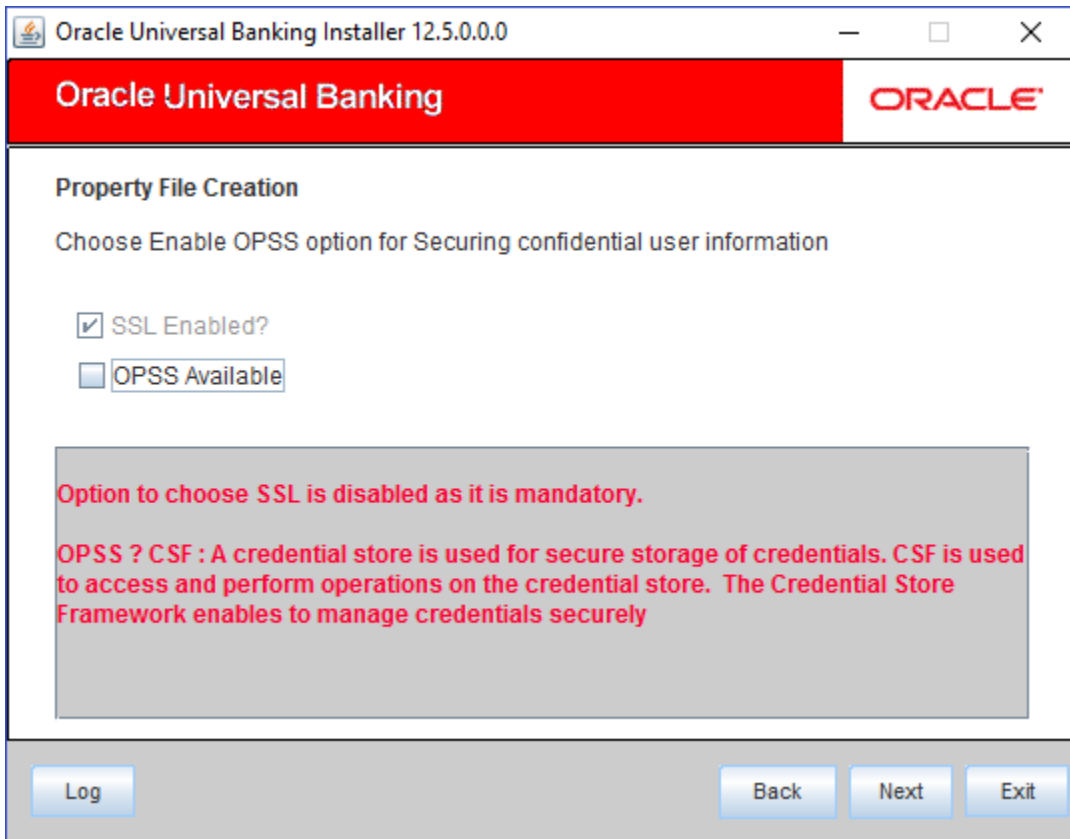 Oracle Universal Banking Installer 12.5.0.0.0
Oracle Universal Banking
ORACLE
Property File Creation
Choose Enable OPSS option for Securing confidential user information
SSL Enabled?
OPSS Available
Option to choose SSL is disabled as it is mandatory.
OPSS ? CSF : A credential store is used for secure storage of credentials. CSF is used
to access and perform operations on the credential store.  The Credential Store
Framework enables to manage credentials securely
Log
Back
Next
Exit